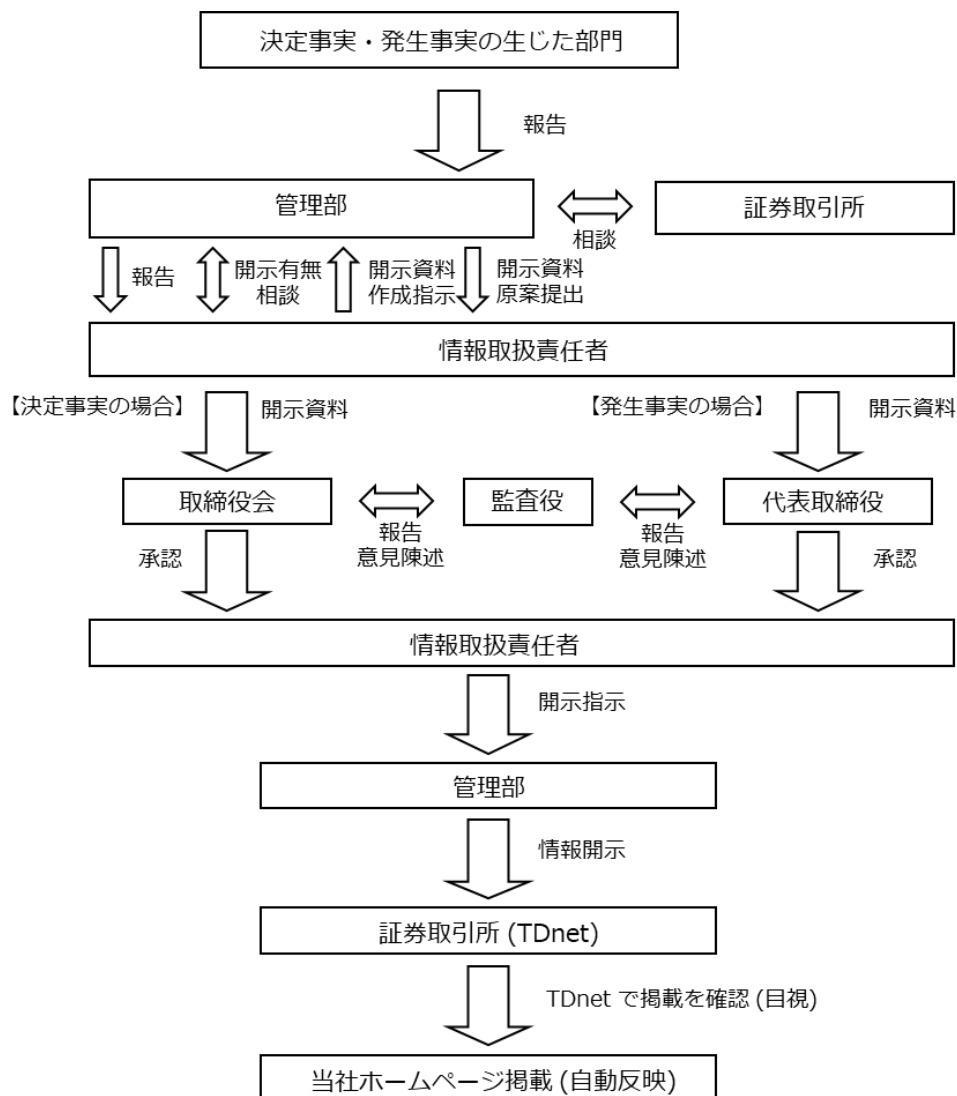 決定事実・発生事実の生じた部門
報告
管理部
証券取引所
相談
報告
開示有無
相談
開示資料
作成指示
開示資料
原案提出
情報取扱責任者
【決定事実の場合】
開示資料
【発生事実の場合】
開示資料
取締役会
監査役
代表取締役
報告
意見陳述
報告
意見陳述
承認
承認
情報取扱責任者
開示指示
管理部
情報開示
証券取引所 (TDnet)
TDnet で掲載を確認 (目視)
当社ホームページ掲載 (自動反映)